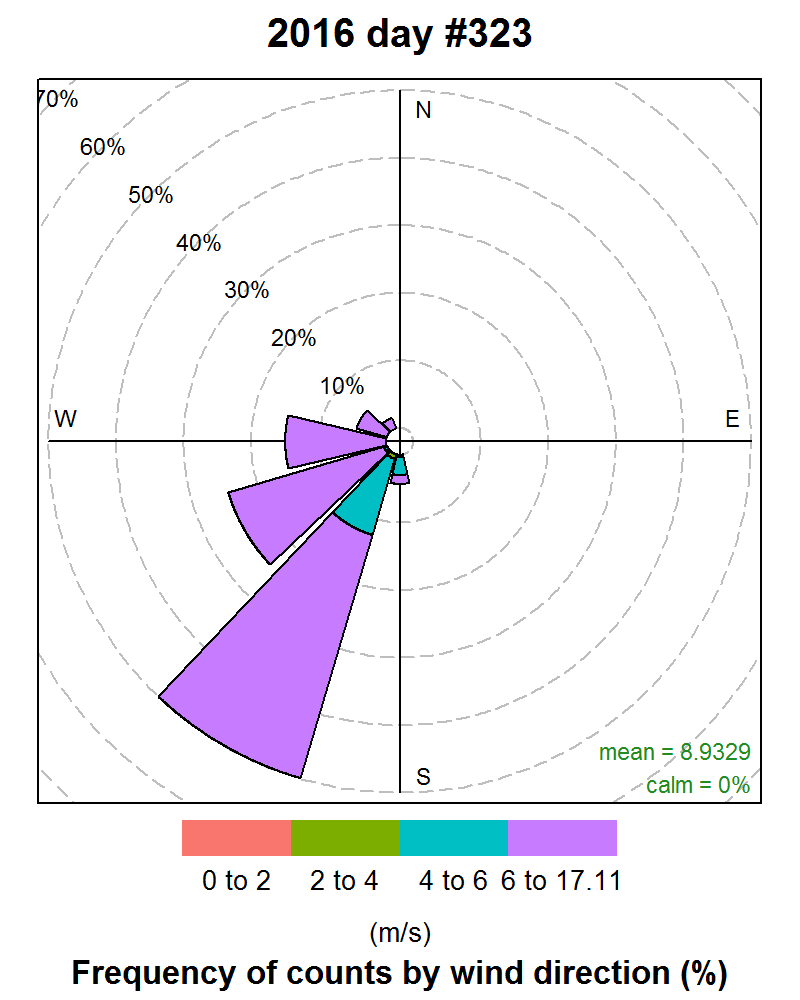 2016 day #323
70%
N
60%
50%
40%
30%
20%
10%
W
E
mean = 8.9329
S
calm = 0%
0 to 2 2 to 4 4 to 6 6 to 17.11
(m/s)
Frequency of counts by wind direction (%)